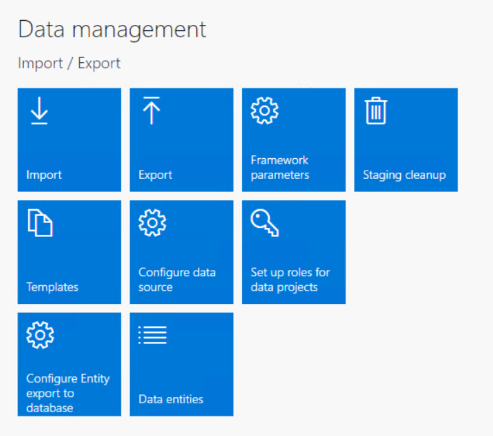 Data management
Import / Export
Import
Export
Framework
parameters
Staging cleanup
Templates
Configure data
source
Set up roles for
data projects
Configure Entity
export to
database
Data entities